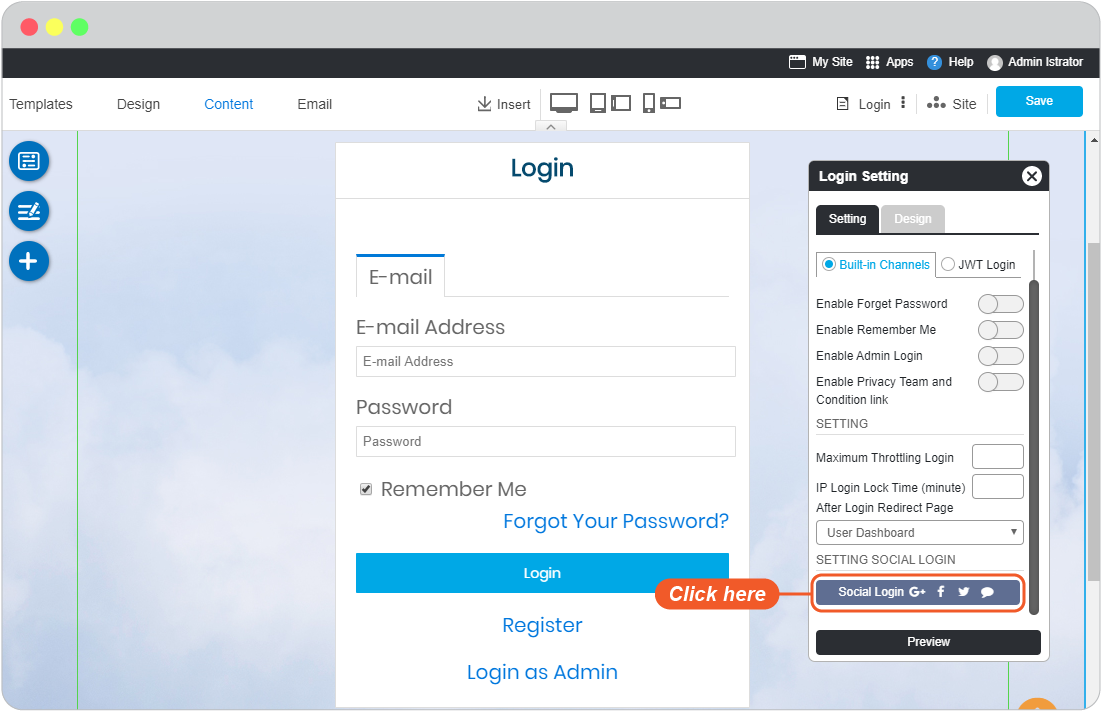 My Site Apps ? Help Admin Istrator
Templates Design Content Email Insert Login Site Save
Login
E-mail
E-mail Address
E-mail Address
Password
Password
Remember Me
Forgot Your Password?
Login
Register
Login as Admin
Login Setting
Setting Design
Built-in Channels JWT Login
Enable Forget Password
Enable Remember Me
Enable Admin Login
Enable Privacy Team and
Condition link
SETTING
Maximum Throttling Login
IP Login Lock Time (minute)
After Login Redirect Page
User Dashboard
SETTING SOCIAL LOGIN
Click here
Social Login G+ f
Preview